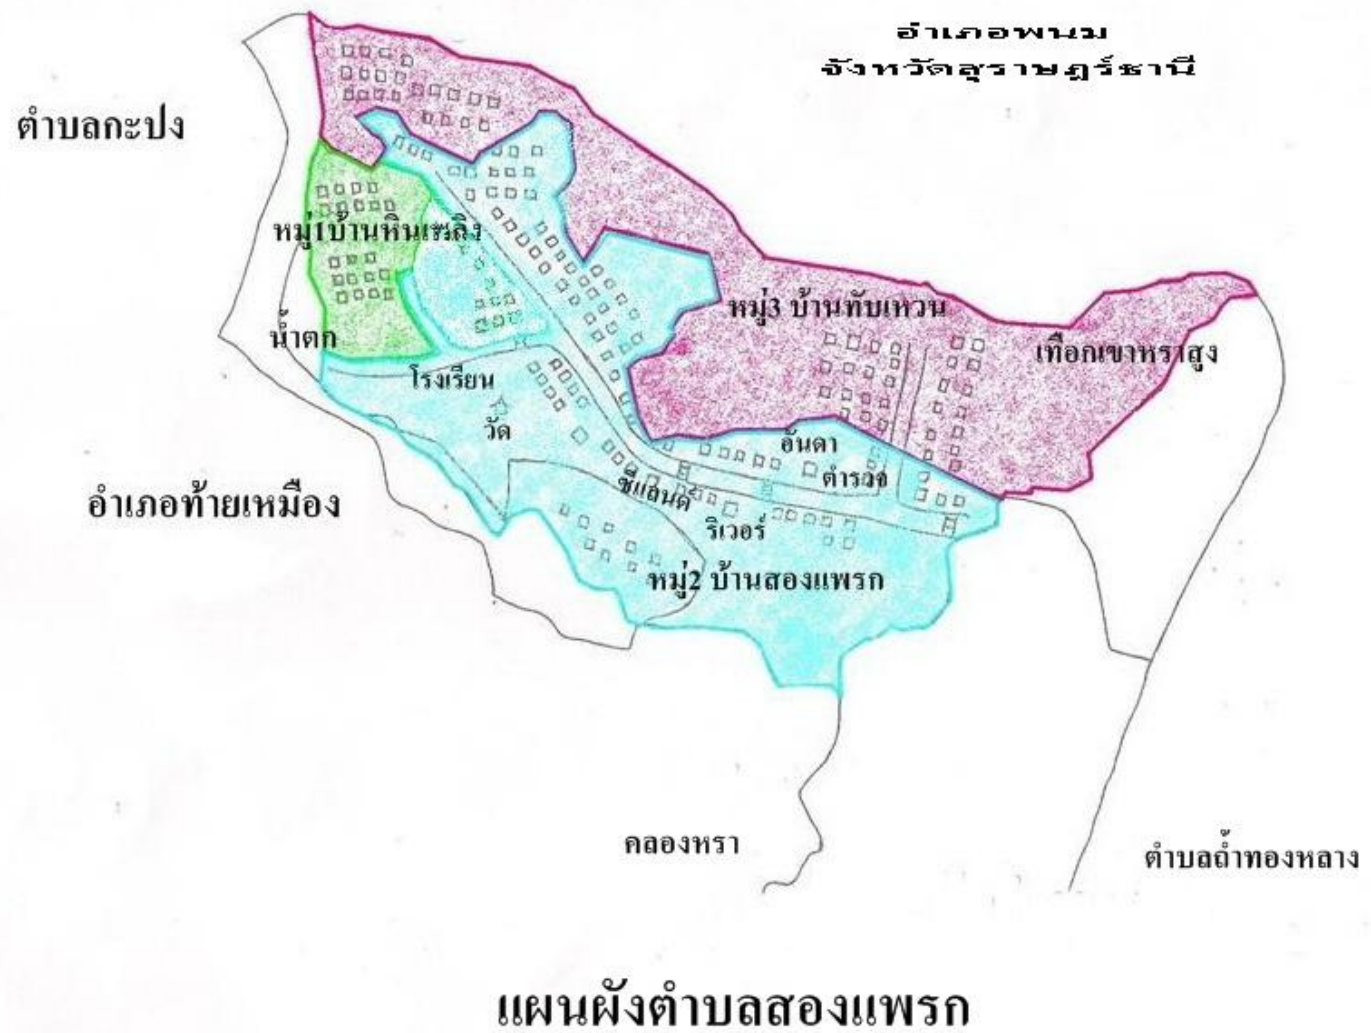 อำเภอพนม
จังหวัดสุราษฎร์ธานี
ตำบลกะปง
หมู่1บ้านหินเพลิง
หมู่3 บ้านทับเหวน
น้ำตก
เทือกเขาหราสูง
โรงเรียน
วัด
อันดา
ตำรวจ
ซีแลนด์
อำเภอท้ายเหมือง
ริเวอร์
หมู่2 บ้านสองแพรก
คลองหรา
ตำบลถ้ำทองหลาง
แผนผังตำบลสองแพรก